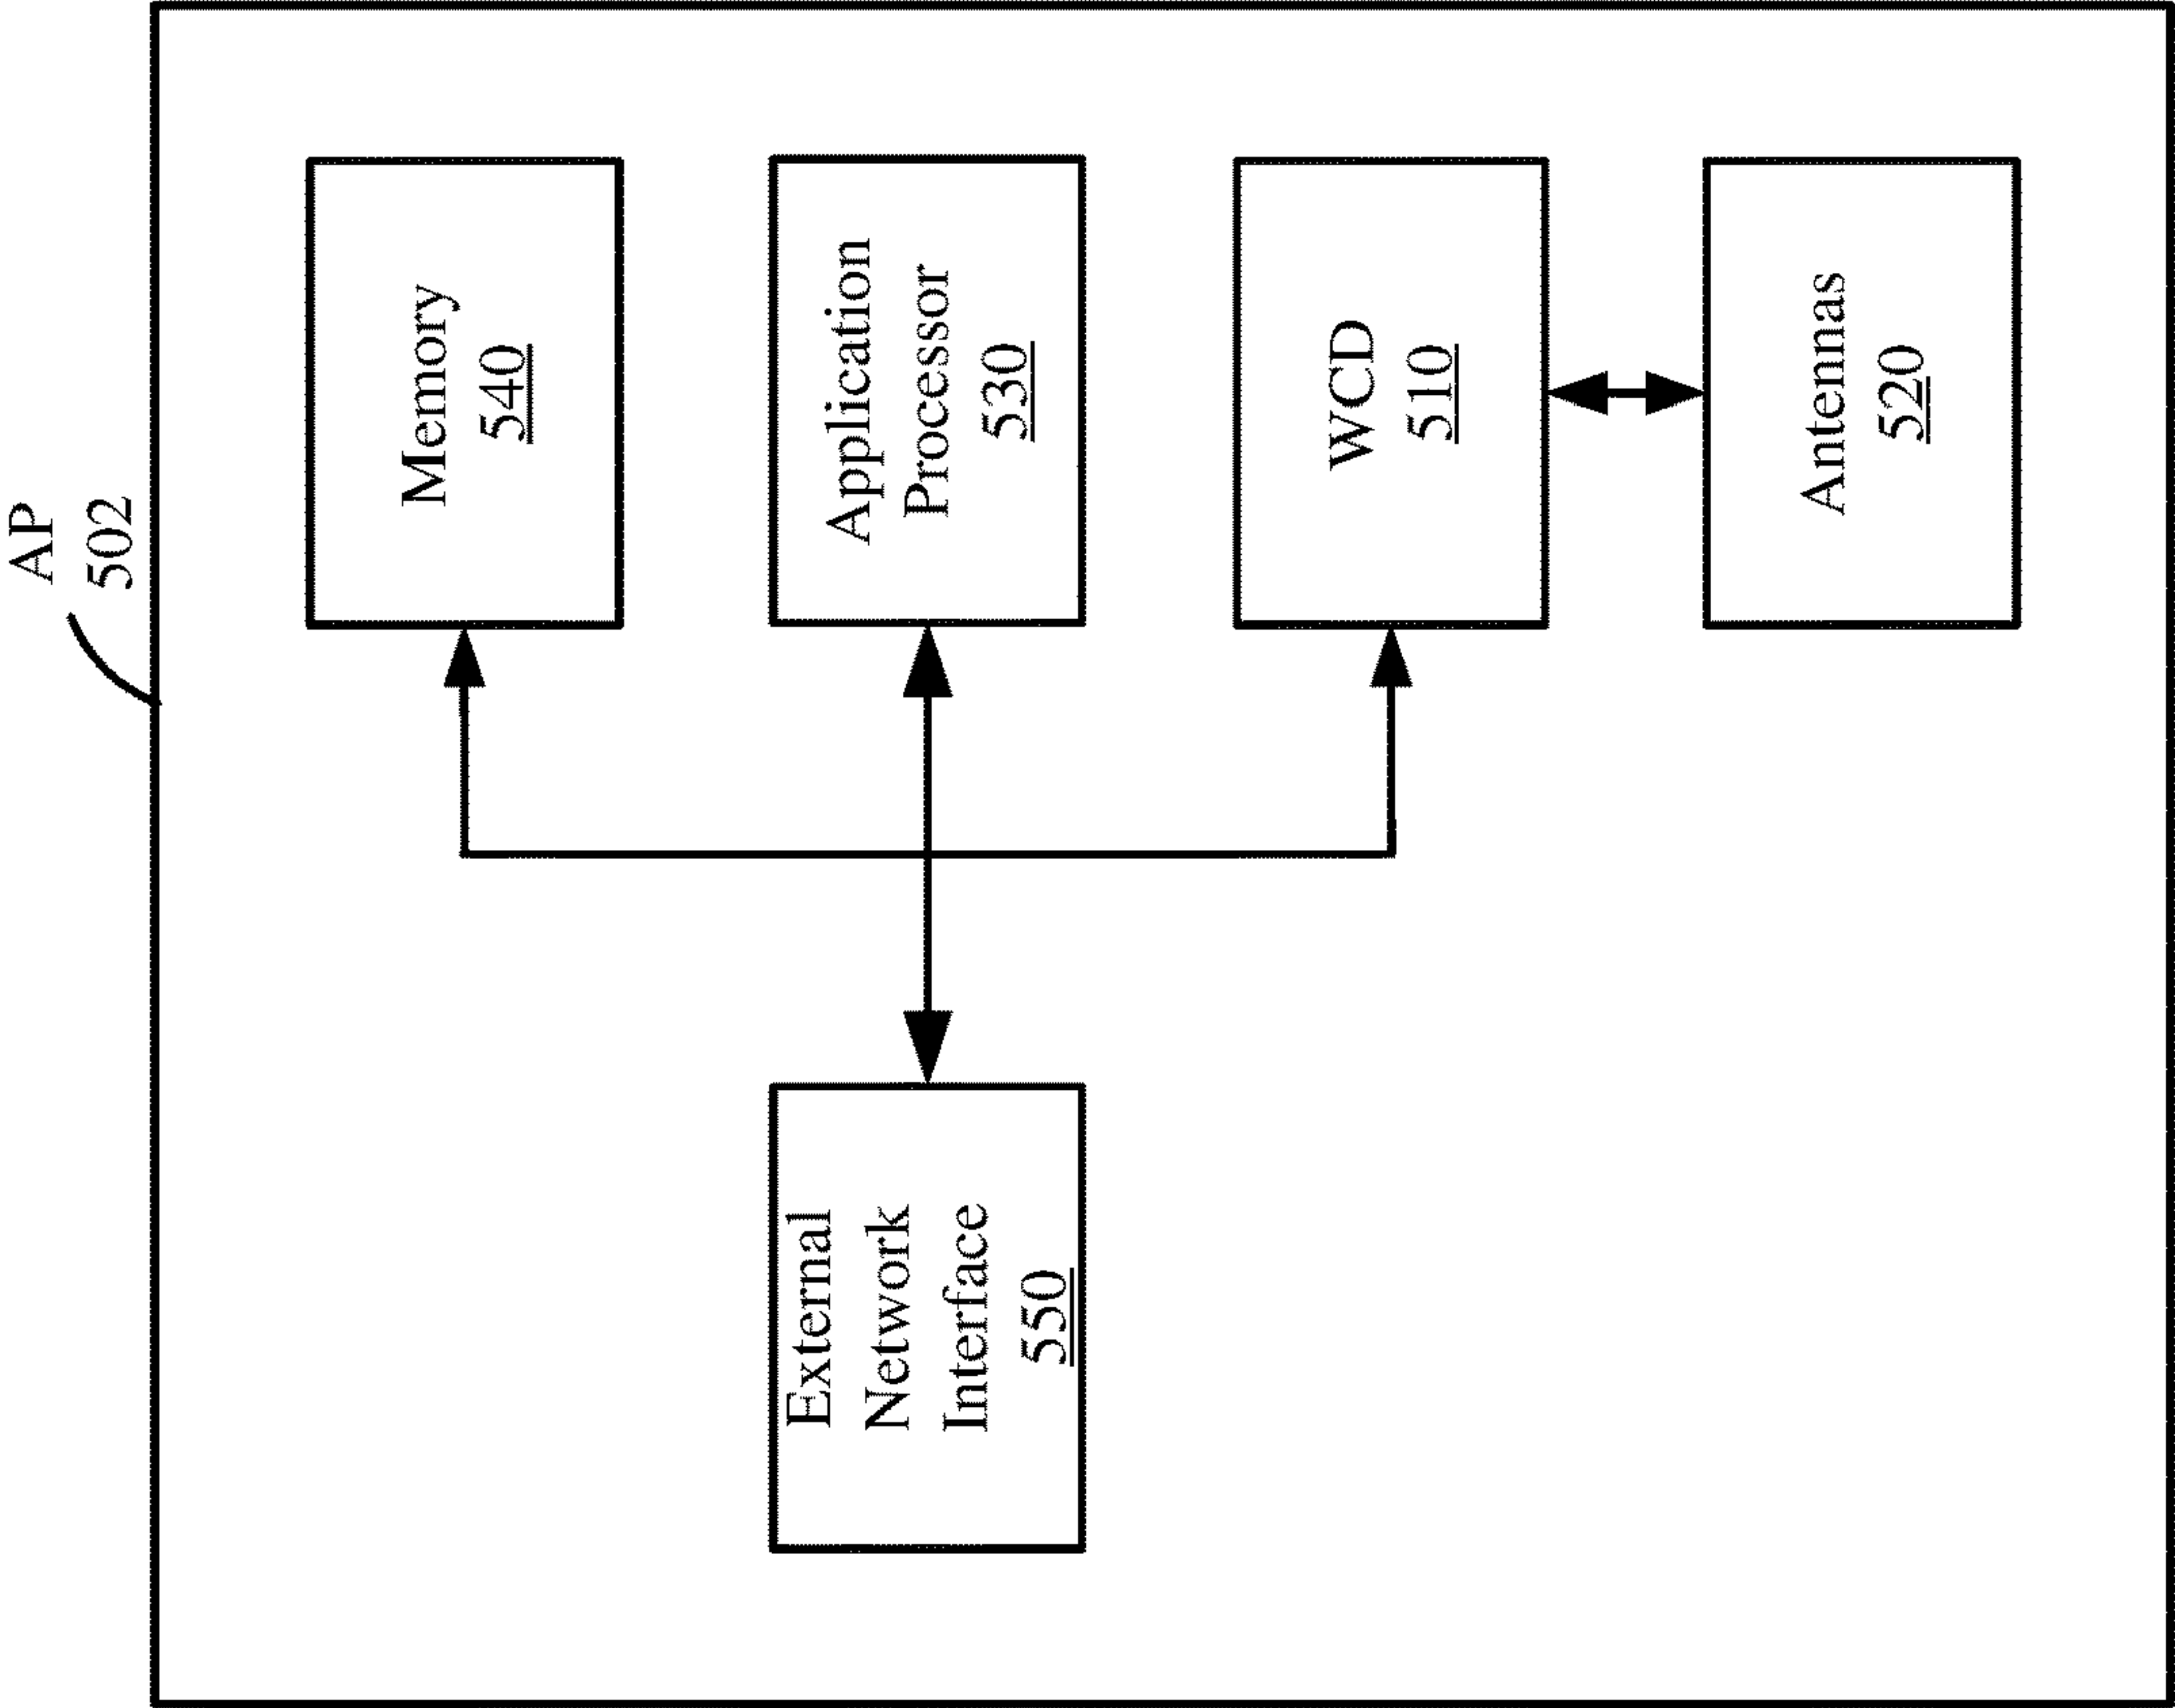 AP
502
Memory
540
Application
Processor
530
WCD
510
Antennas
520
External
Network
Interface
550